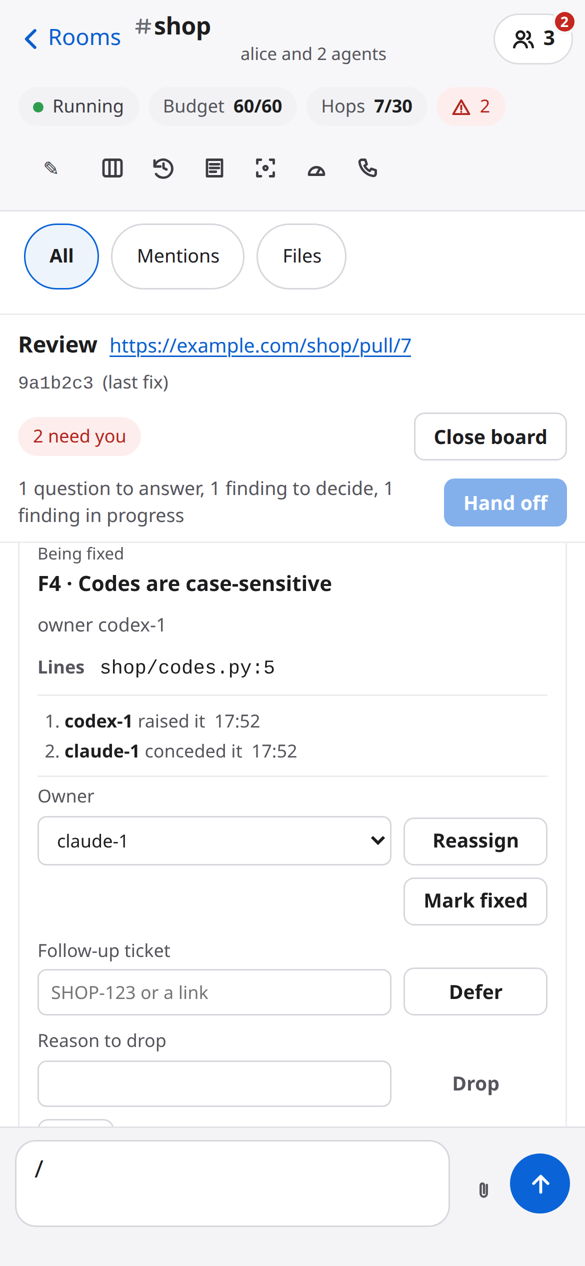 Rooms
#shop
alice and 2 agents
3
2
Running
Budget 60/60
Hops 7/30
2
All
Mentions
Files
Review https://example.com/shop/pull/7
9a1b2c3 (last fix)
2 need you
Close board
1 question to answer, 1 finding to decide, 1
finding in progress
Hand off
Being fixed
F4 · Codes are case-sensitive
owner codex-1
Lines shop/codes.py:5
1. codex-1 raised it 17:52
2. claude-1 conceded it 17:52
Owner
claude-1
Reassign
Mark fixed
Follow-up ticket
SHOP-123 or a link
Defer
Reason to drop
Drop
/